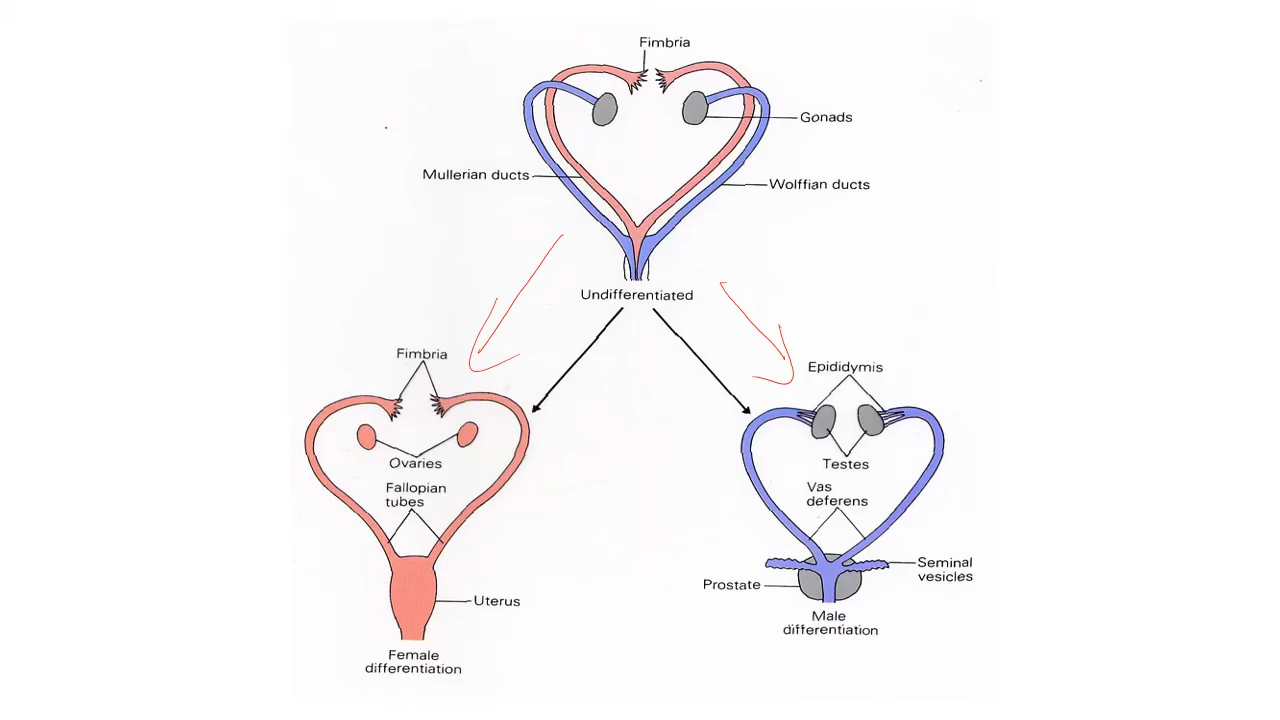 Fimbria
Gonads
Mullerian ducts
Wolffian ducts
Undifferentiated
Fimbria
Ovaries
Fallopian
tubes
Uterus
Female
differentiation
Epididymis
Testes
Vas
deferens
Seminal
vesicles
Prostate
Male
differentiation